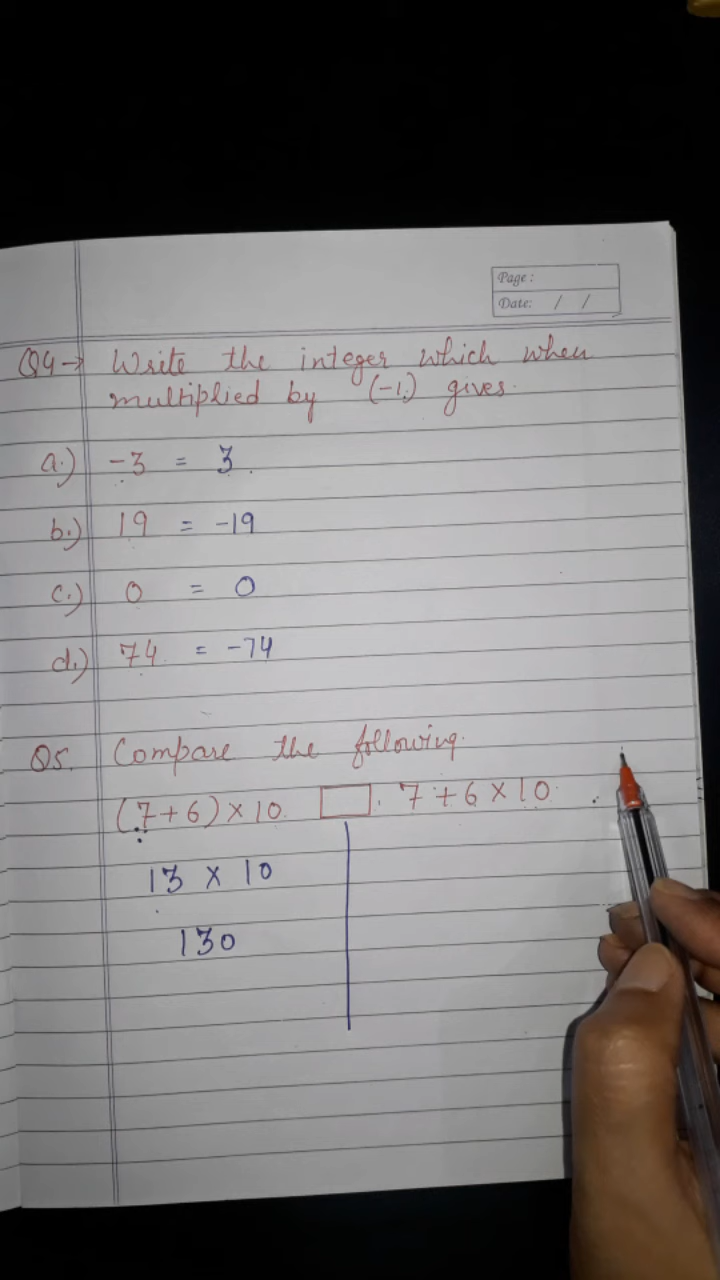 Page:
Date: / /
Q4→ Write the integer which when
multiplied by (-1) gives.
a.) -3 = 3
b.) 19 = -19
c.) 0 = 0
d.) 74 = -74
Q5. Compare the following.
(7+6)×10 □ 7+6×10
13 × 10
130